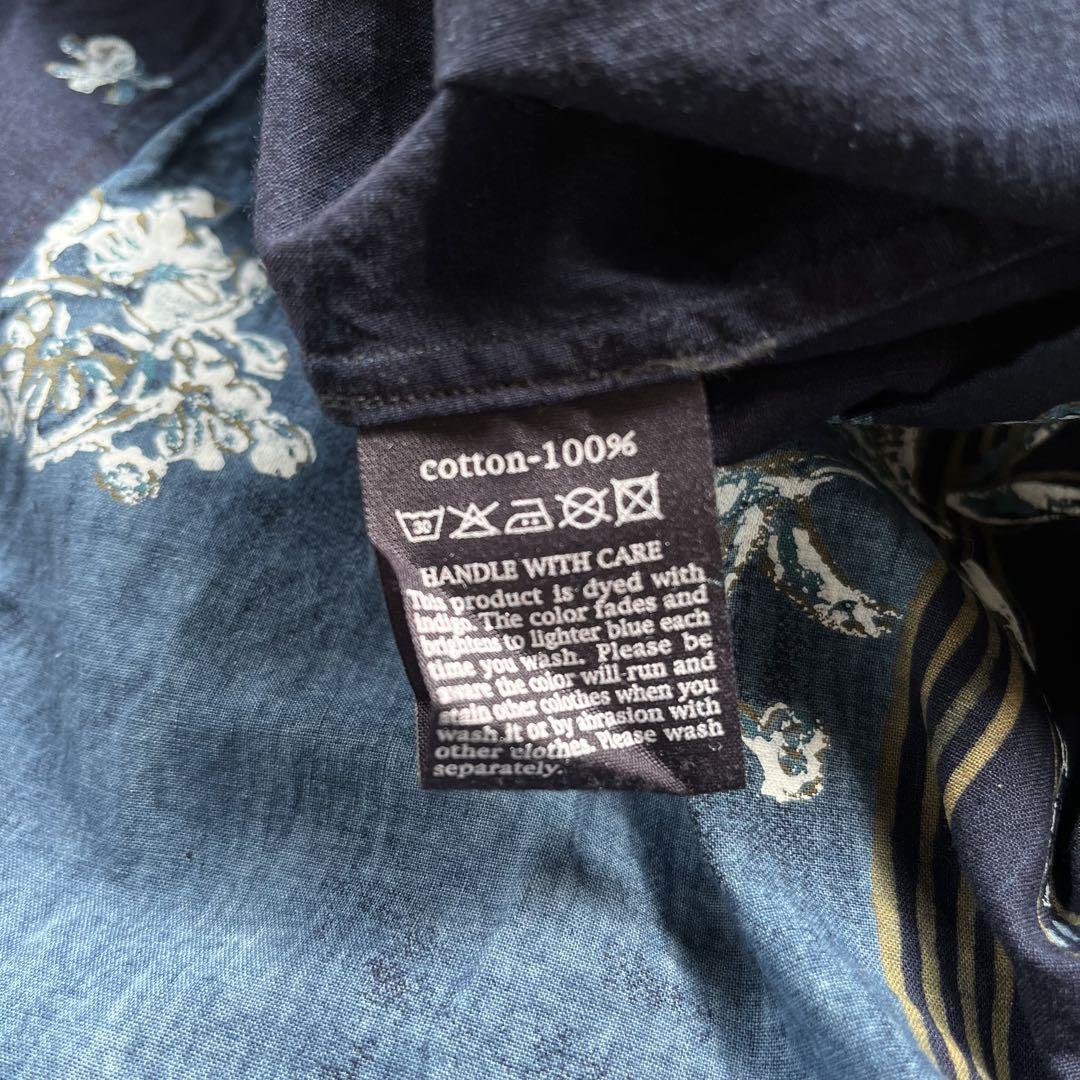 cotton-100%
30
HANDLE WITH CARE
This product is dyed with
indigo. The color fades and
brightens to lighter blue each
time you wash. Please be
aware the color will run and
stain other colothes when you
wash it or by abrasion with
other clothes. Please wash
separately.